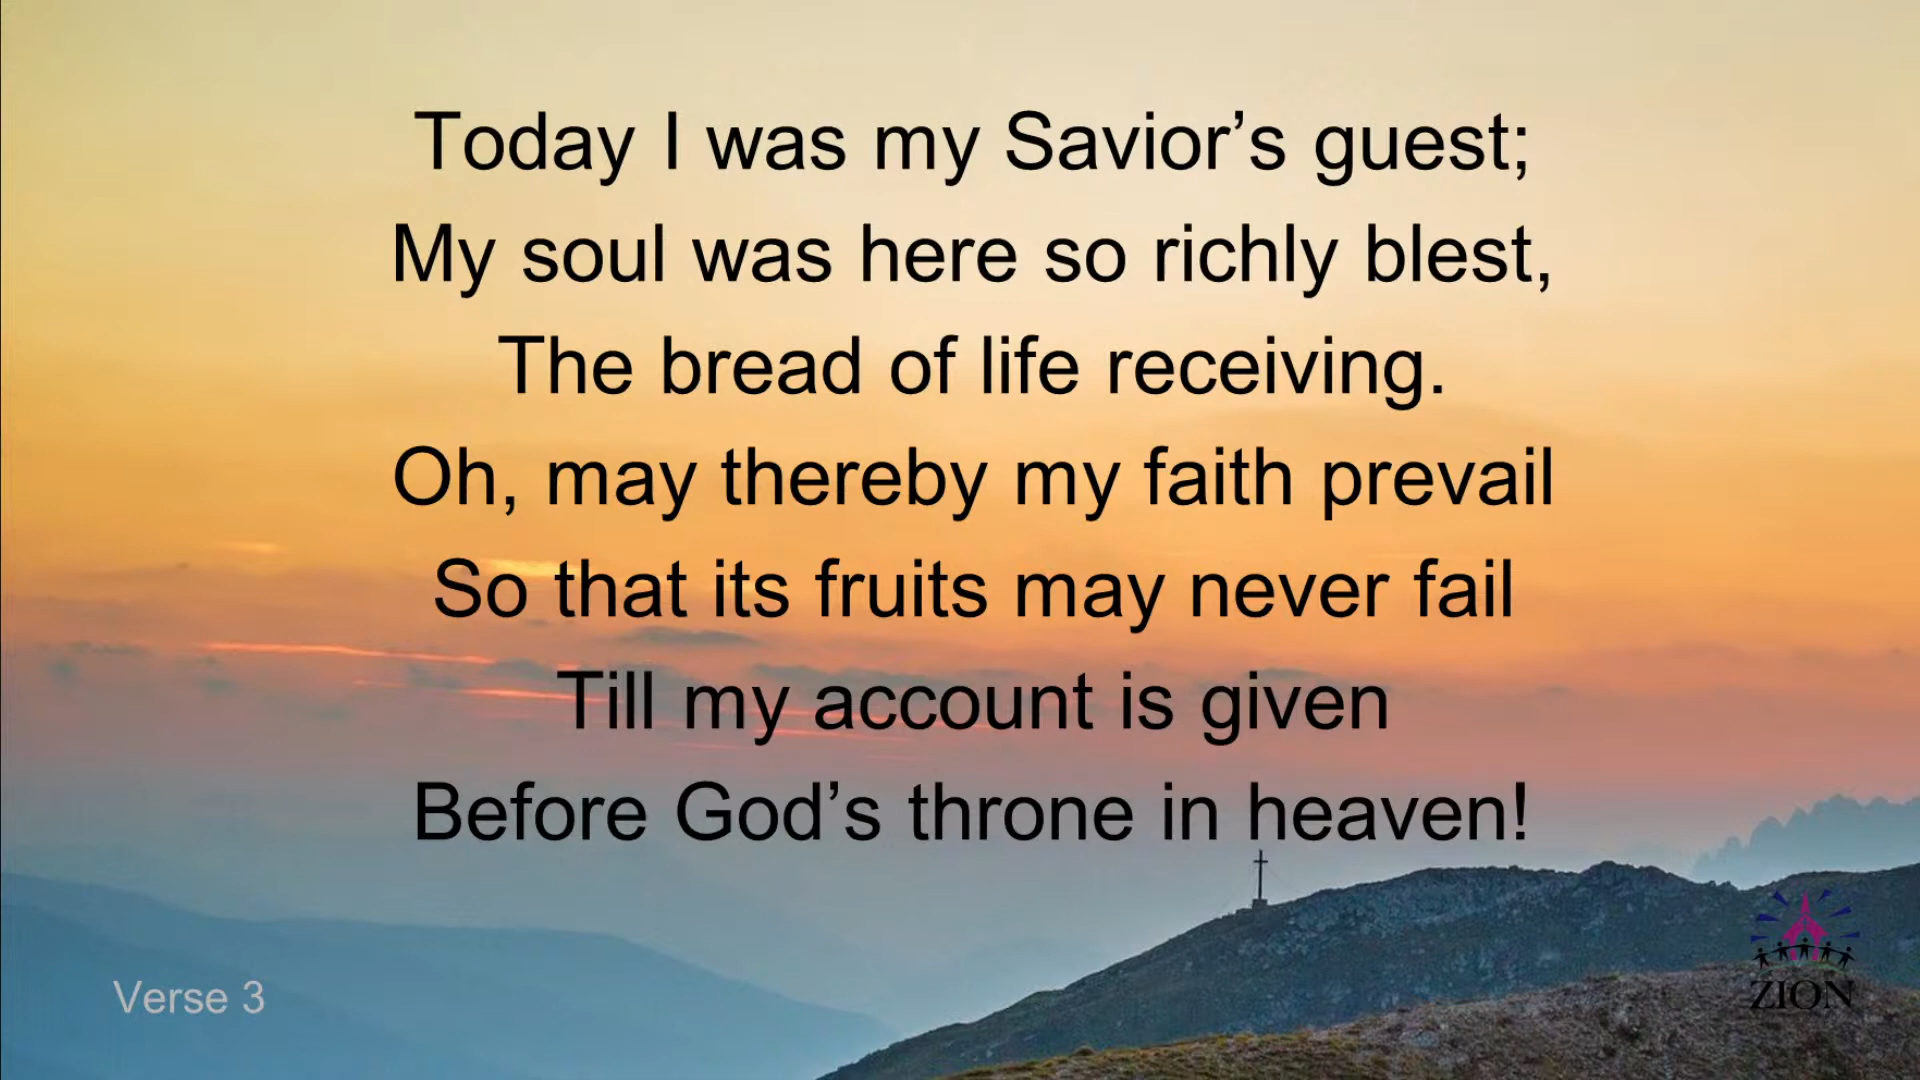 Today I was my Savior’s guest;
My soul was here so richly blest,
The bread of life receiving.
Oh, may thereby my faith prevail
So that its fruits may never fail
Till my account is given
Before God’s throne in heaven!
Verse 3
ZION